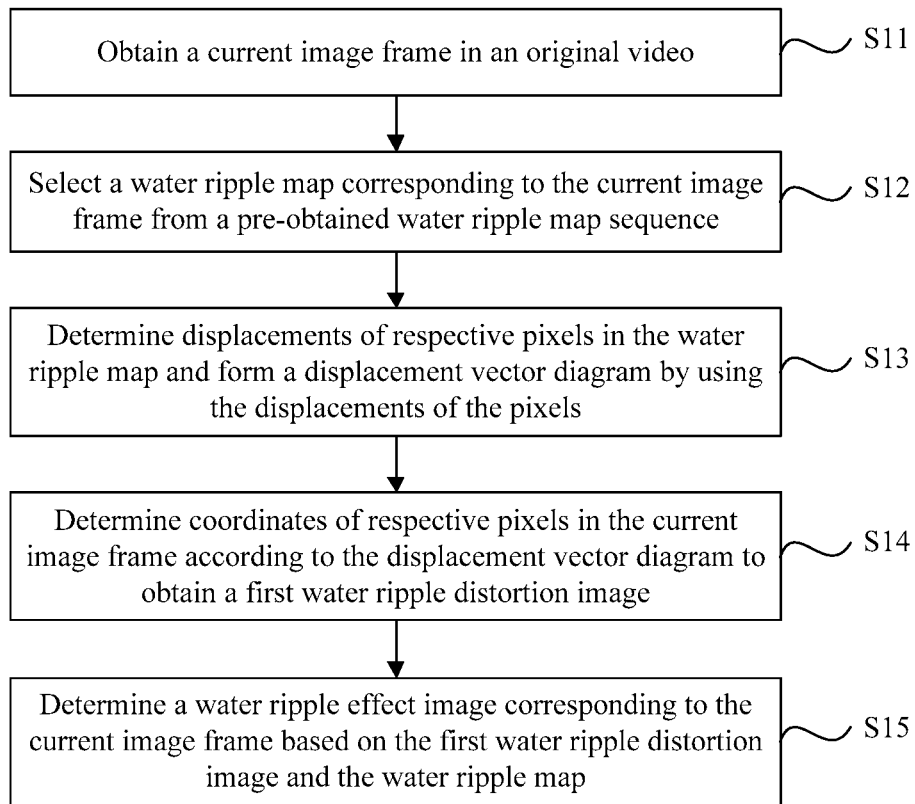 Obtain a current image frame in an original video
S11
Select a water ripple map corresponding to the current image
frame from a pre-obtained water ripple map sequence
S12
Determine displacements of respective pixels in the water
ripple map and form a displacement vector diagram by using
the displacements of the pixels
S13
Determine coordinates of respective pixels in the current
image frame according to the displacement vector diagram to
obtain a first water ripple distortion image
S14
Determine a water ripple effect image corresponding to the
current image frame based on the first water ripple distortion
image and the water ripple map
S15